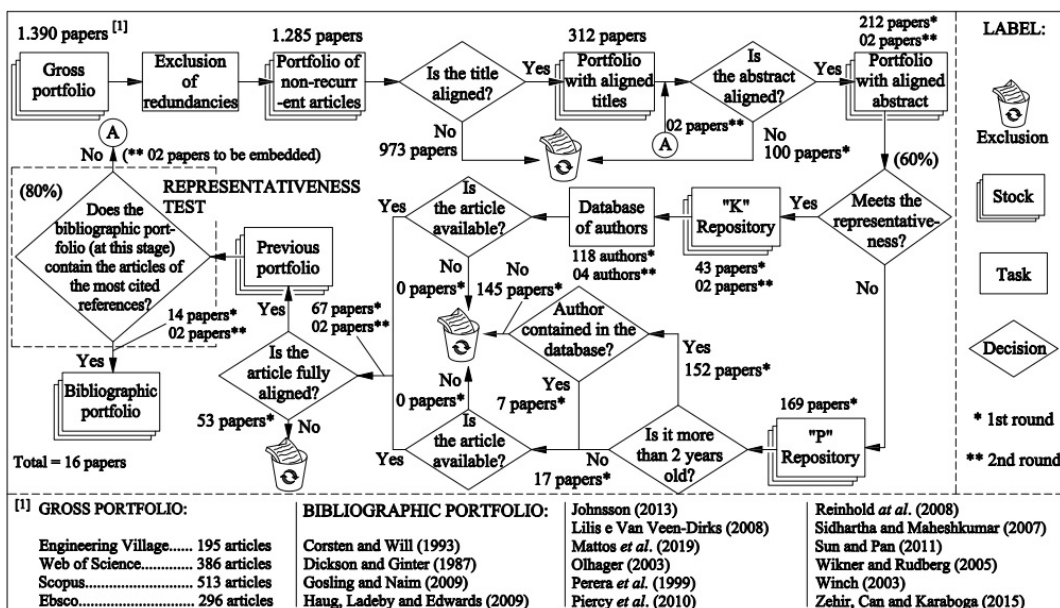 1.390 papers [1]
Gross
portfolio
Exclusion
of
redundancies
1.285 papers
Portfolio of
non-recurr
-ent articles
Is the title
aligned?
Yes
No
973 papers
312 papers
Portfolio
with aligned
titles
02 papers**
A
Is
the abstract
aligned?
Yes
No
100 papers*
212 papers*
02 papers**
Portfolio
with aligned
abstract
(60%)
Meets the
representative-
ness?
Yes
No
"K"
Repository
43 papers*
02 papers**
Database
of authors
118 authors*
04 authors**
Is
the article
available?
Yes
No
0 papers*
145 papers*
No
Author
contained in the
database?
Yes
152 papers*
7 papers*
169 papers*
"P"
Repository
Is it more
than 2 years
old?
No
17 papers*
Is
the article
available?
No
0 papers*
Yes
67 papers*
02 papers**
Is the
article fully
aligned?
No
53 papers*
Yes
Previous
portfolio
REPRESENTATIVENESS
TEST
(80%)
Does the
bibliographic port-
folio (at this stage)
contain the articles of
the most cited
references?
A
No
(** 02 papers to be embedded)
14 papers*
02 papers**
Yes
Bibliographic
portfolio
Total = 16 papers
LABEL:
Exclusion
Stock
Task
Decision
* 1st round
** 2nd round
[1] GROSS PORTFOLIO:
Engineering Village...... 195 articles
Web of Science........ 386 articles
Scopus...................... 513 articles
Ebsco........................ 296 articles
BIBLIOGRAPHIC PORTFOLIO:
Corsten and Will (1993)
Dickson and Ginter (1987)
Gosling and Naim (2009)
Haug, Ladeby and Edwards (2009)
Johnsson (2013)
Lilis e Van Veen-Dirks (2008)
Mattos et al. (2019)
Olhager (2003)
Perera et al. (1999)
Piercy et al. (2010)
Reinhold at al. (2008)
Sidhartha and Maheshkumar (2007)
Sun and Pan (2011)
Wikner and Rudberg (2005)
Winch (2003)
Zehir, Can and Karaboga (2015)